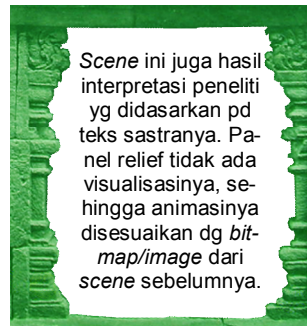 Scene ini juga hasil
interpretasi peneliti
yg didasarkan pd
teks sastranya. Pa-
nel relief tidak ada
visualisasinya, se-
hingga animasinya
disesuaikan dg bit-
map/image dari
scene sebelumnya.